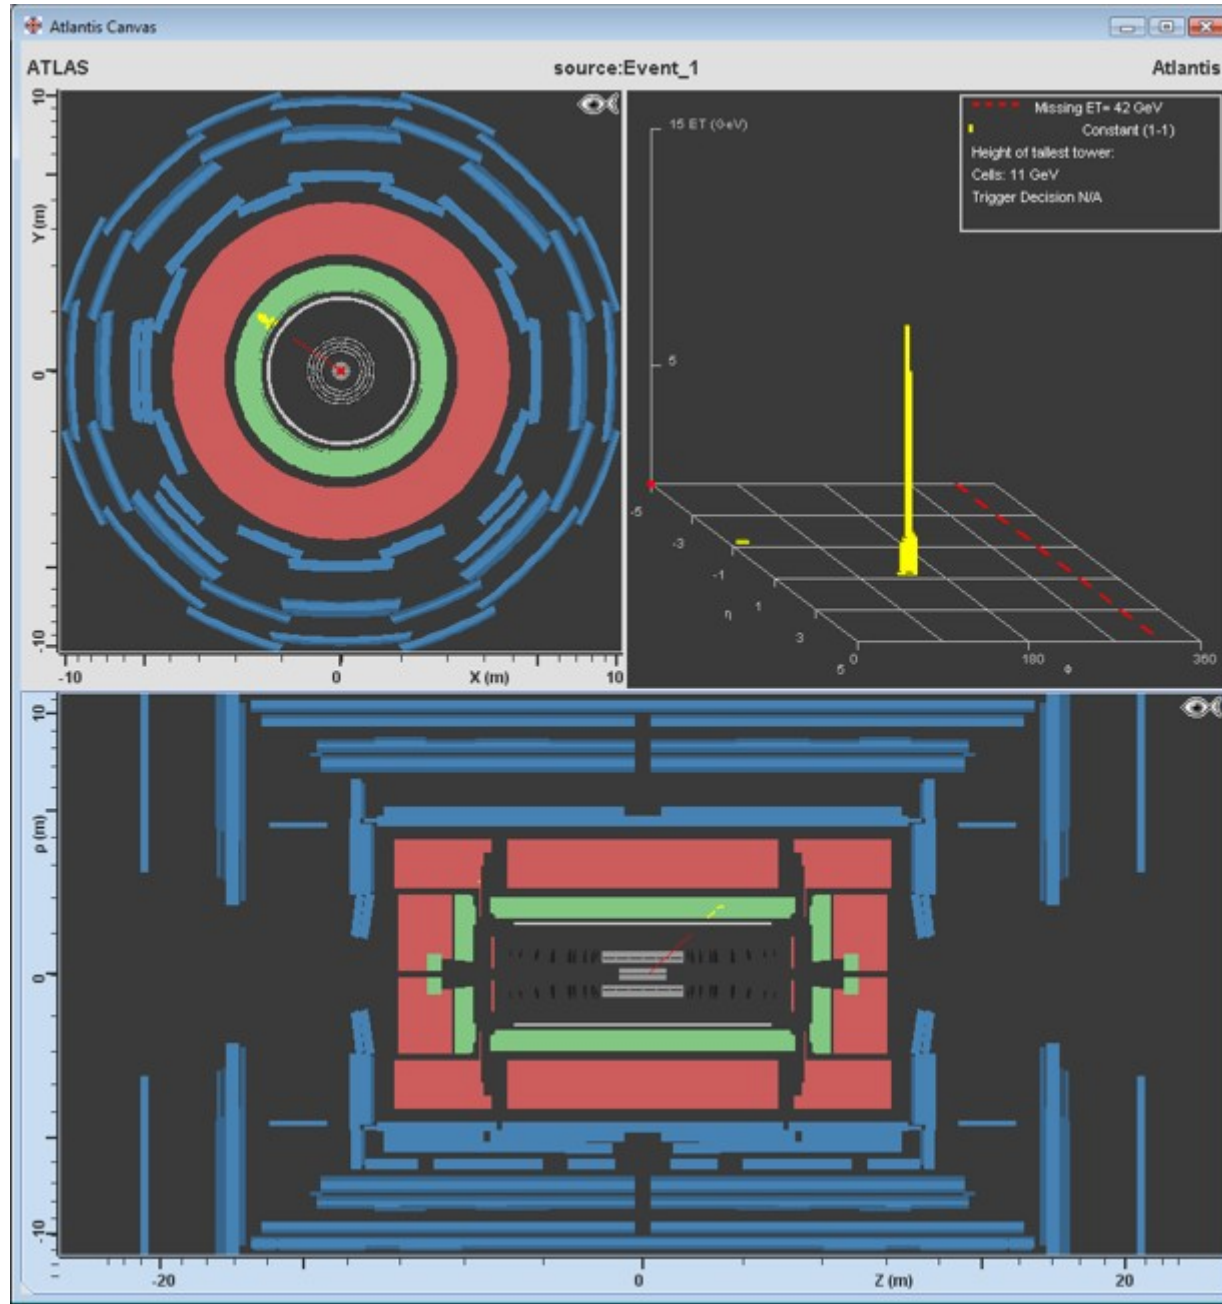 Atlantis Canvas
ATLAS source:Event_1 Atlantis
10
Y (m)
0
-10
-10 0 X (m) 10
15 ET (GeV)
5
-5
-3
-1
η 1
3
5 0 180 Φ 360
Missing ET= 42 GeV
Constant (1-1)
Height of tallest tower:
Cells: 11 GeV
Trigger Decision N/A
10
ρ (m)
0
-10
-20 0 Z (m) 20